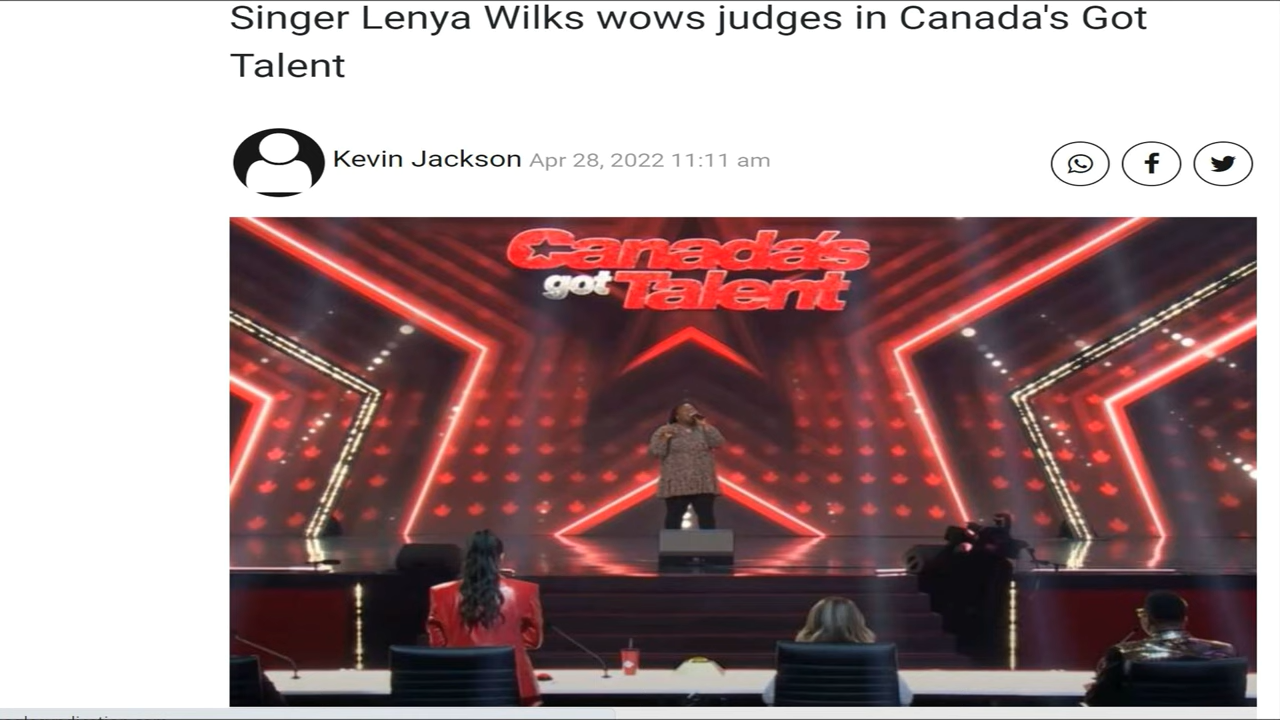 Singer Lenya Wilks wows judges in Canada's Got
Talent
Kevin Jackson Apr 28, 2022 11:11 am
Canada's
got Talent